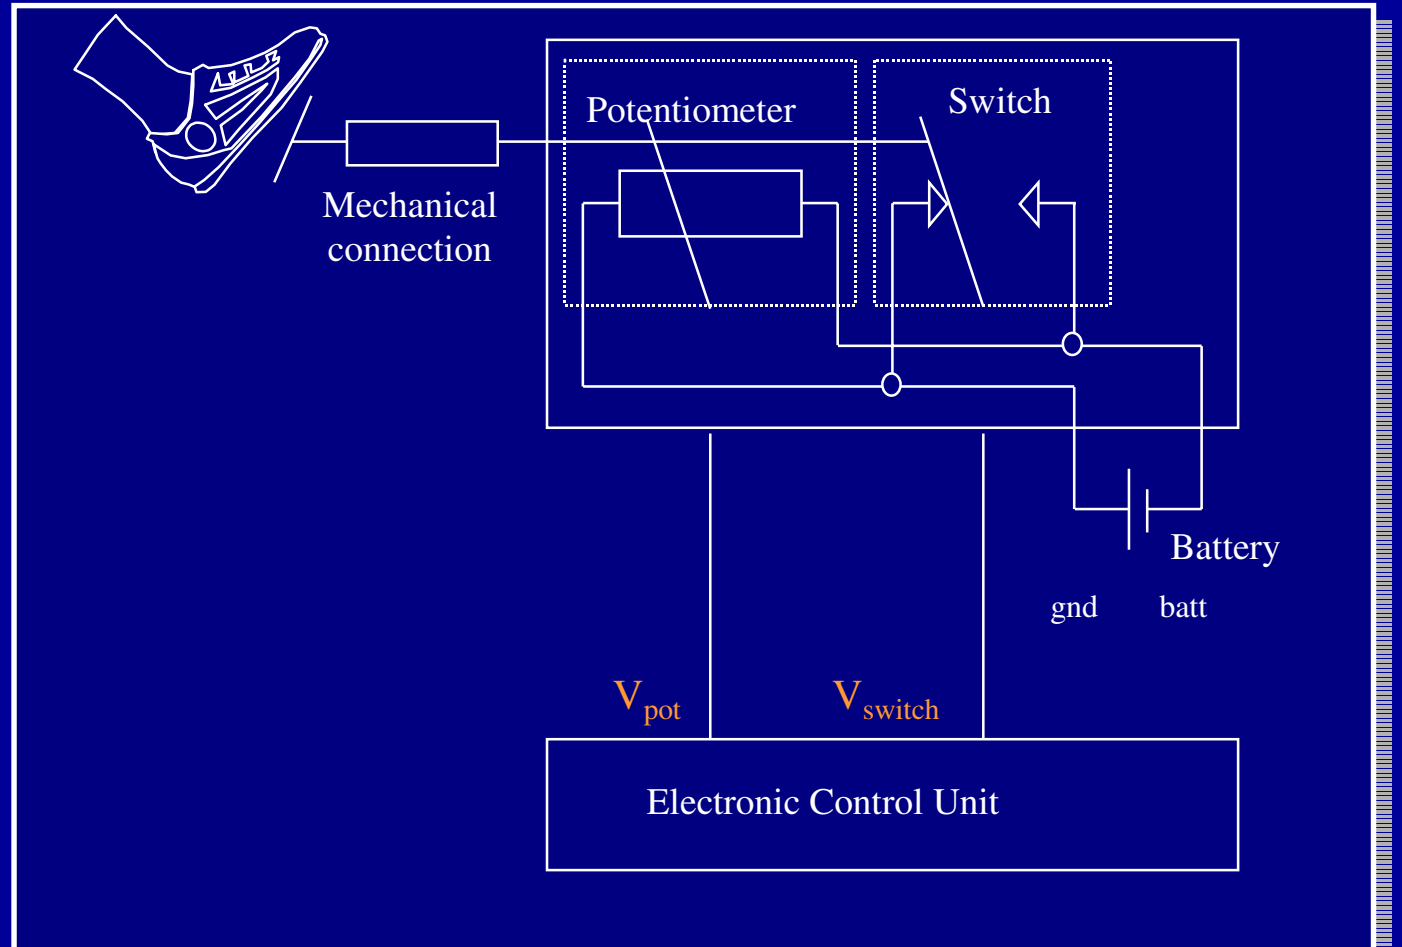 Potentiometer
Switch
Mechanical
connection
Battery
gnd batt
Vpot
Vswitch
Electronic Control Unit